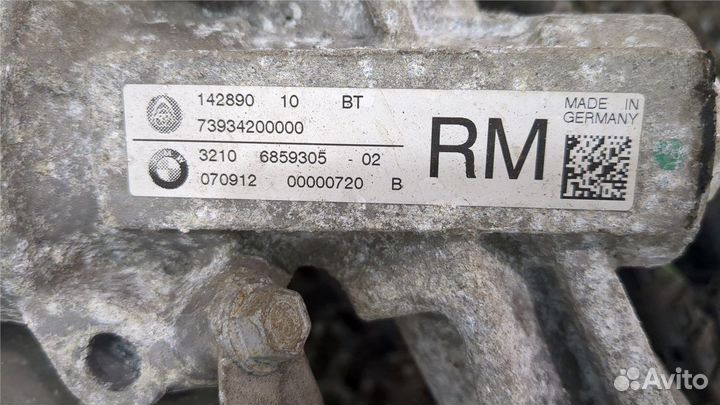 142890 10 BT
73934200000
3210 6859305 - 02
070912 00000720 B
RM
MADE IN
GERMANY
Avito